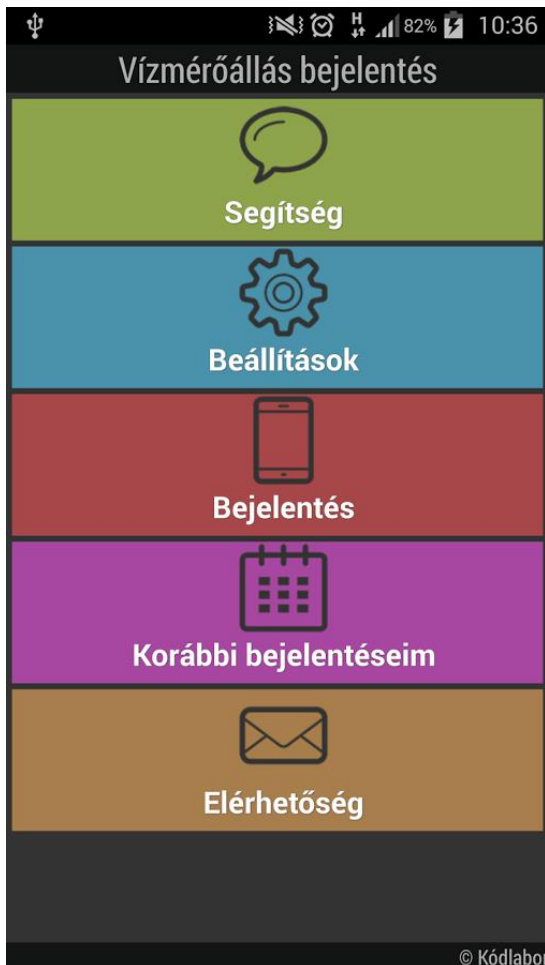 H 82% 10:36
Vízmérőállás bejelentés
Segítség
Beállítások
Bejelentés
Korábbi bejelentéseim
Elérhetőség
© Kódlabor